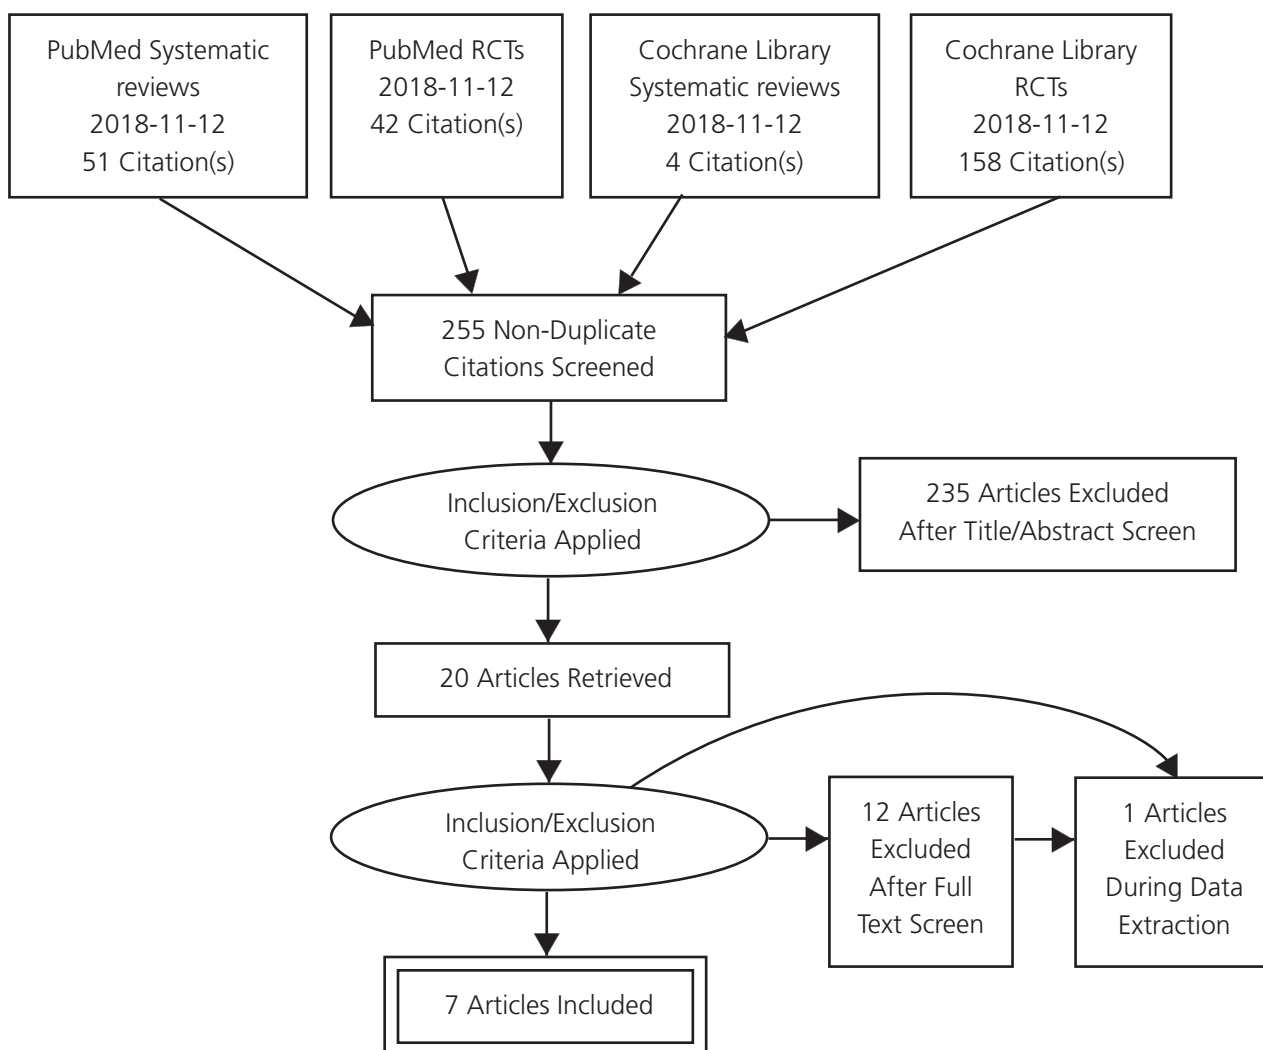 PubMed Systematic
reviews
2018-11-12
51 Citation(s)
PubMed RCTs
2018-11-12
42 Citation(s)
Cochrane Library
Systematic reviews
2018-11-12
4 Citation(s)
Cochrane Library
RCTs
2018-11-12
158 Citation(s)
255 Non-Duplicate
Citations Screened
Inclusion/Exclusion
Criteria Applied
235 Articles Excluded
After Title/Abstract Screen
20 Articles Retrieved
Inclusion/Exclusion
Criteria Applied
12 Articles
Excluded
After Full
Text Screen
1 Articles
Excluded
During Data
Extraction
7 Articles Included